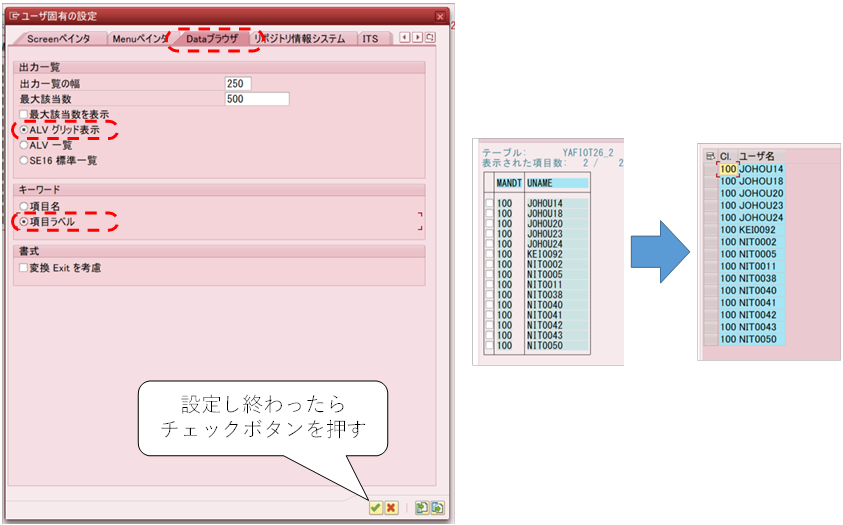 ユーザ固有の設定
Screenペインタ
Menuペインタ
Dataブラウザ
リポジトリ情報システム
ITS
出力一覧
出力一覧の幅 250
最大該当数 500
最大該当数を表示
ALV グリッド表示
ALV 一覧
SE16 標準一覧
キーワード
項目名
項目ラベル
書式
変換 Exit を考慮
設定し終わったら
チェックボタンを押す
テーブル: YAFIOT26_2
表示された項目数: 2 / 2
MANDT UNAME
100 JOHOU14
100 JOHOU18
100 JOHOU20
100 JOHOU23
100 JOHOU24
100 KEI0092
100 NIT0002
100 NIT0005
100 NIT0011
100 NIT0038
100 NIT0040
100 NIT0041
100 NIT0042
100 NIT0043
100 NIT0050
Cl. ユーザ名
100 JOHOU14
100 JOHOU18
100 JOHOU20
100 JOHOU23
100 JOHOU24
100 KEI0092
100 NIT0002
100 NIT0005
100 NIT0011
100 NIT0038
100 NIT0040
100 NIT0041
100 NIT0042
100 NIT0043
100 NIT0050